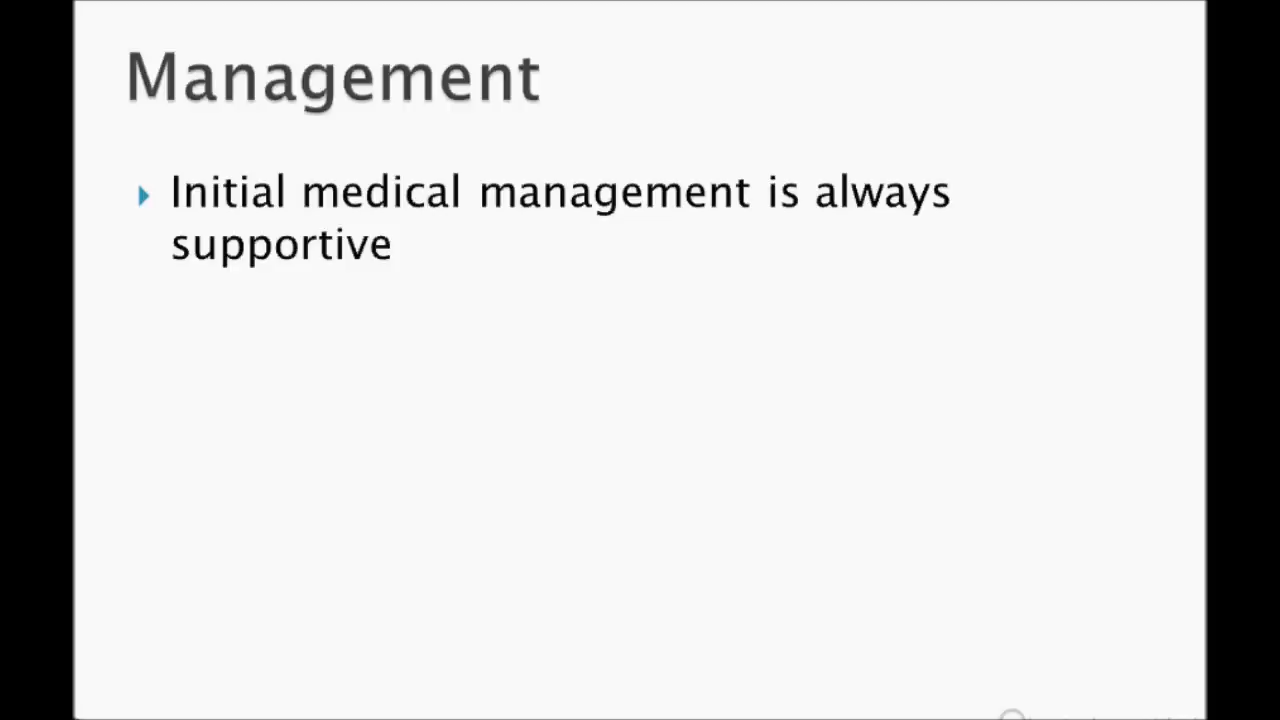 Management
Initial medical management is always
supportive